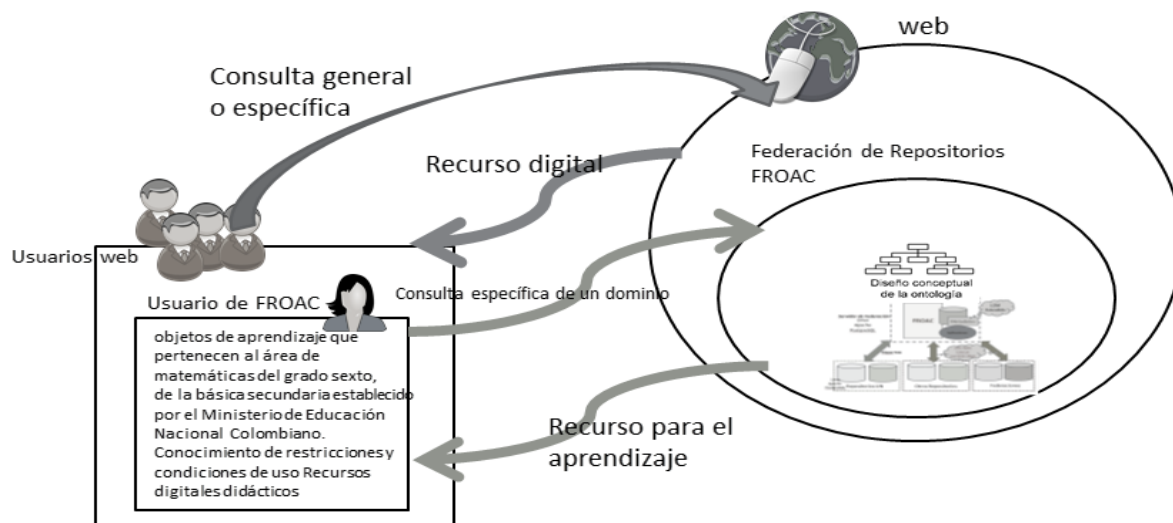 web
Consulta general
o específica
Recurso digital
Federación de Repositorios
FROAC
Usuarios web
Usuario de FROAC
Consulta específica de un dominio
objetos de aprendizaje que
pertenecen al área de
matemáticas del grado sexto,
de la básica secundaria establecido
por el Ministerio de Educación
Nacional Colombiano.
Conocimiento de restricciones y
condiciones de uso Recursos
digitales didácticos
Diseño conceptual
de la ontología
FROAC
Recurso para el
aprendizaje